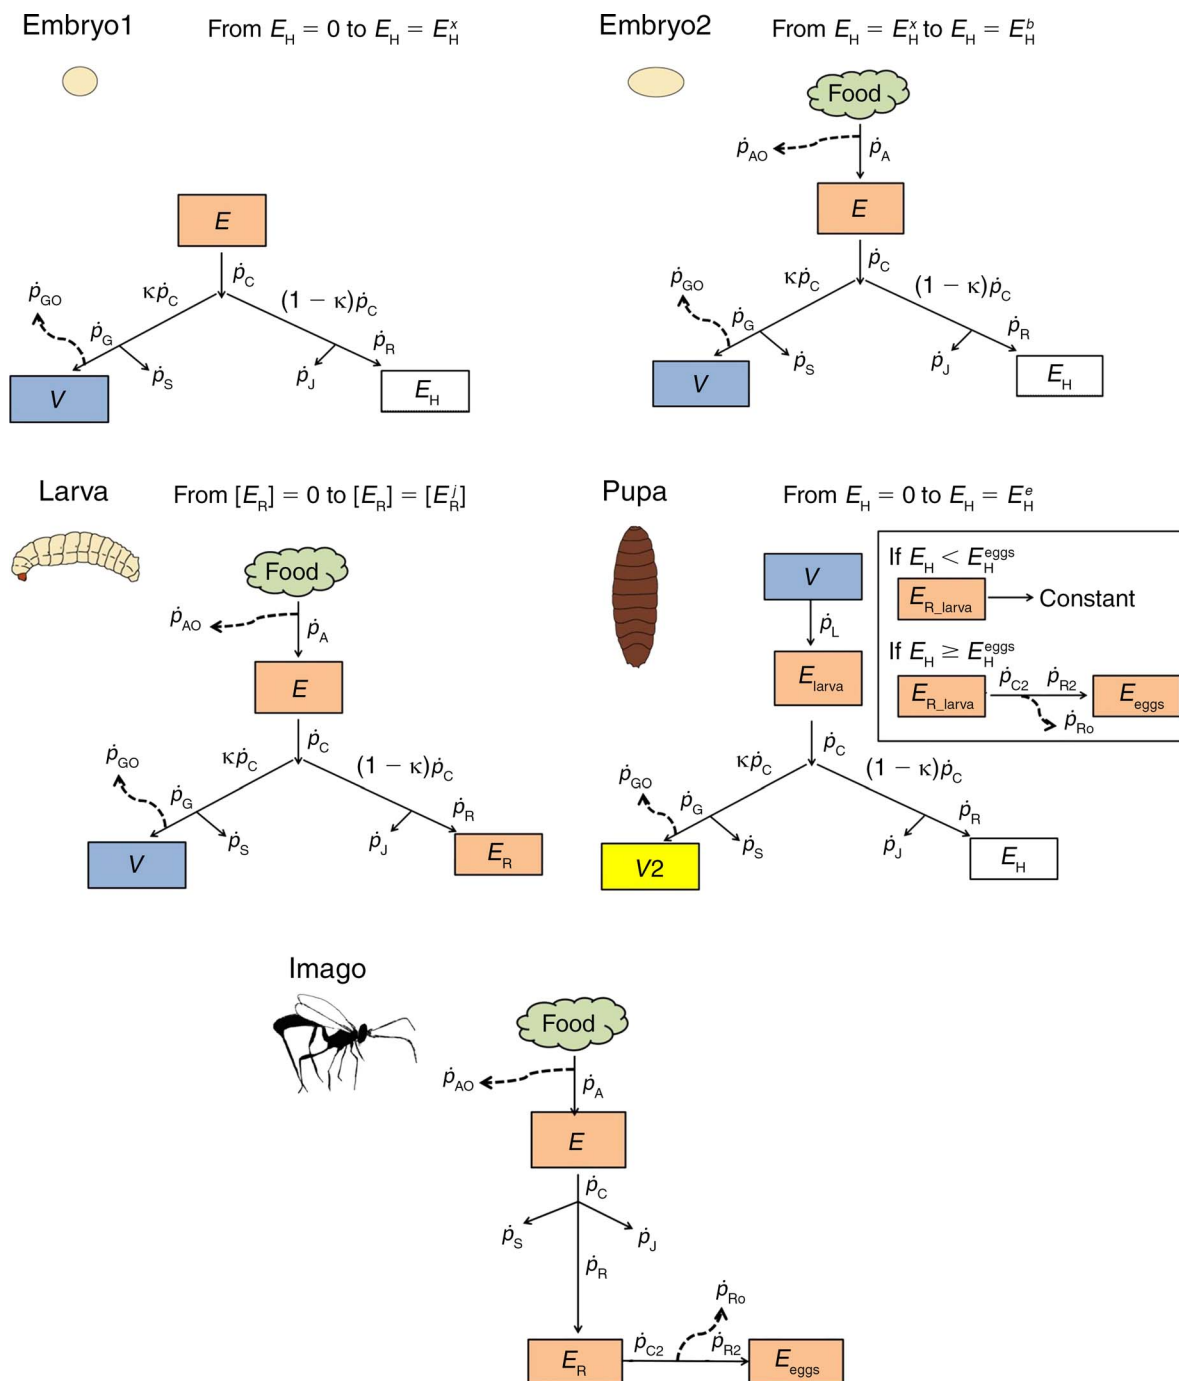 Embryo1 From E_H = 0 to E_H = E_H^x
E
ṗ_C
κṗ_C (1 − κ)ṗ_C
ṗ_GO
ṗ_G ṗ_R
ṗ_S ṗ_J
V E_H
Embryo2 From E_H = E_H^x to E_H = E_H^b
Food
ṗ_AO ṗ_A
E
ṗ_C
κṗ_C (1 − κ)ṗ_C
ṗ_GO
ṗ_G ṗ_R
ṗ_S ṗ_J
V E_H
Larva From [E_R] = 0 to [E_R] = [E_R^j]
Food
ṗ_AO ṗ_A
E
ṗ_C
κṗ_C (1 − κ)ṗ_C
ṗ_GO
ṗ_G ṗ_R
ṗ_S ṗ_J
V E_R
Pupa From E_H = 0 to E_H = E_H^e
V
ṗ_L
E_larva
ṗ_C
κṗ_C (1 − κ)ṗ_C
ṗ_GO
ṗ_G ṗ_R
ṗ_S ṗ_J
V2 E_H
If E_H < E_H^eggs
E_R_larva Constant
If E_H ≥ E_H^eggs
ṗ_C2 ṗ_R2
E_R_larva E_eggs
ṗ_Ro
Imago
Food
ṗ_AO ṗ_A
E
ṗ_C
ṗ_S ṗ_J
ṗ_R
ṗ_Ro
ṗ_C2 ṗ_R2
E_R E_eggs